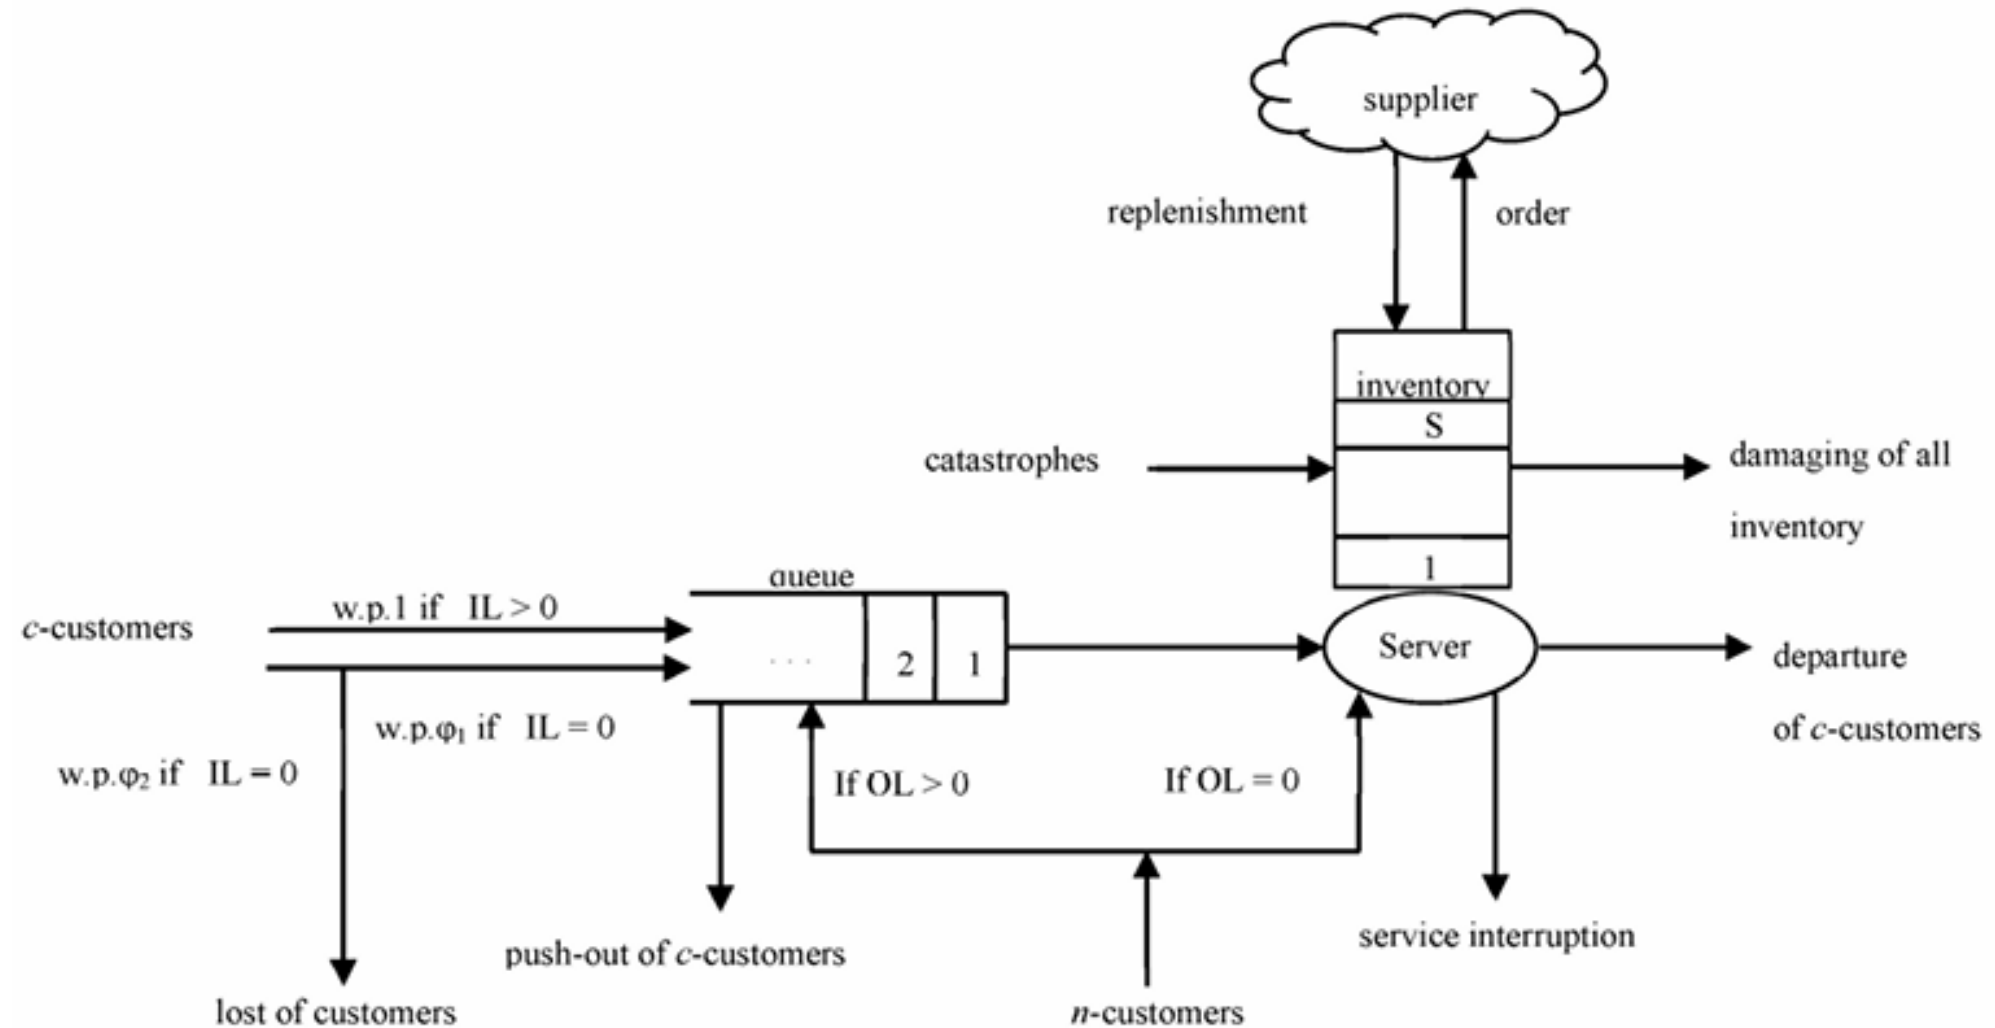 supplier
replenishment
order
inventory
S
catastrophes
damaging of all
inventory
1
queue
w.p.1 if IL > 0
c-customers
... 2 1
Server
departure
of c-customers
w.p.φ₁ if IL = 0
w.p.φ₂ if IL = 0
If OL > 0
If OL = 0
push-out of c-customers
service interruption
lost of customers
n-customers